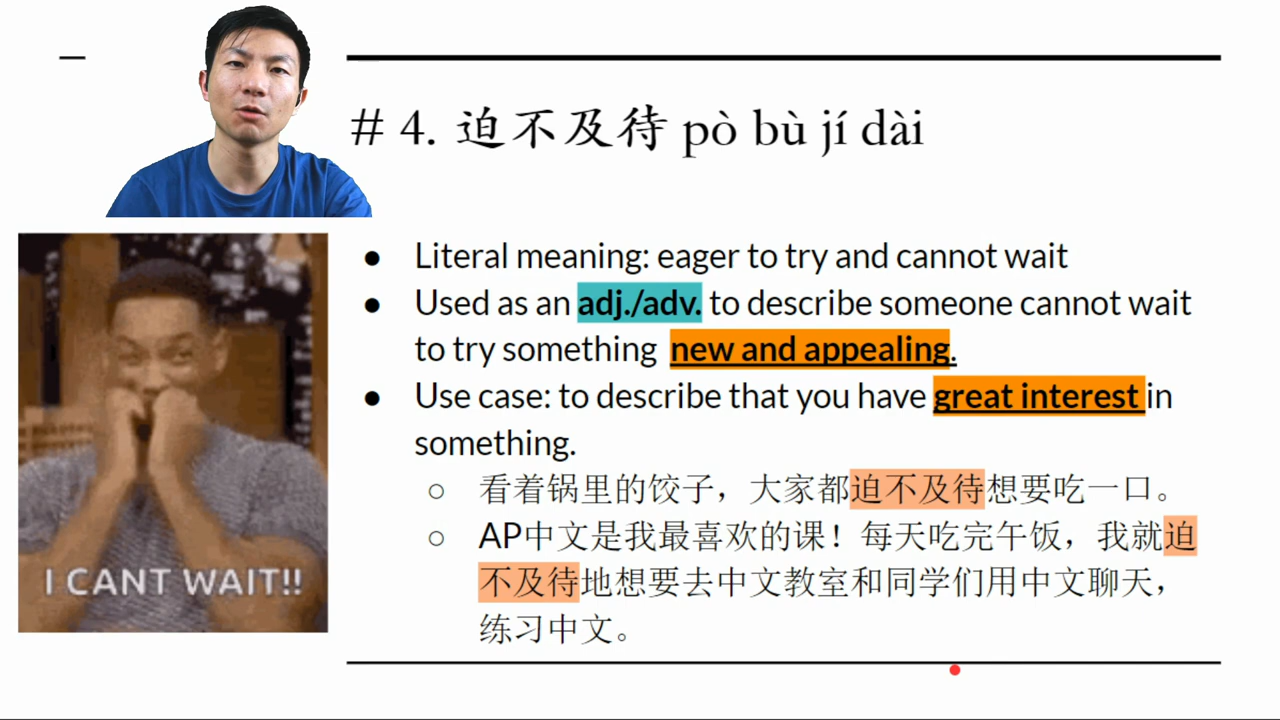 # 4. 迫不及待 pò bù jí dài
Literal meaning: eager to try and cannot wait
Used as an adj./adv. to describe someone cannot wait
to try something new and appealing.
Use case: to describe that you have great interest in
something.
看着锅里的饺子，大家都迫不及待想要吃一口。
AP中文是我最喜欢的课！每天吃完午饭，我就迫
不及待地想要去中文教室和同学们用中文聊天，
练习中文。
I CANT WAIT!!